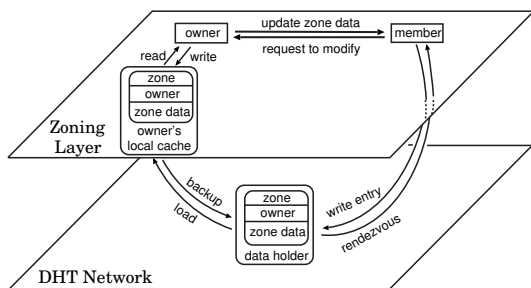 owner
update zone data
request to modify
member
read
write
zone
owner
zone data
owner's
local cache
Zoning
Layer
backup
load
zone
owner
zone data
data holder
write entry
rendezvous
DHT Network